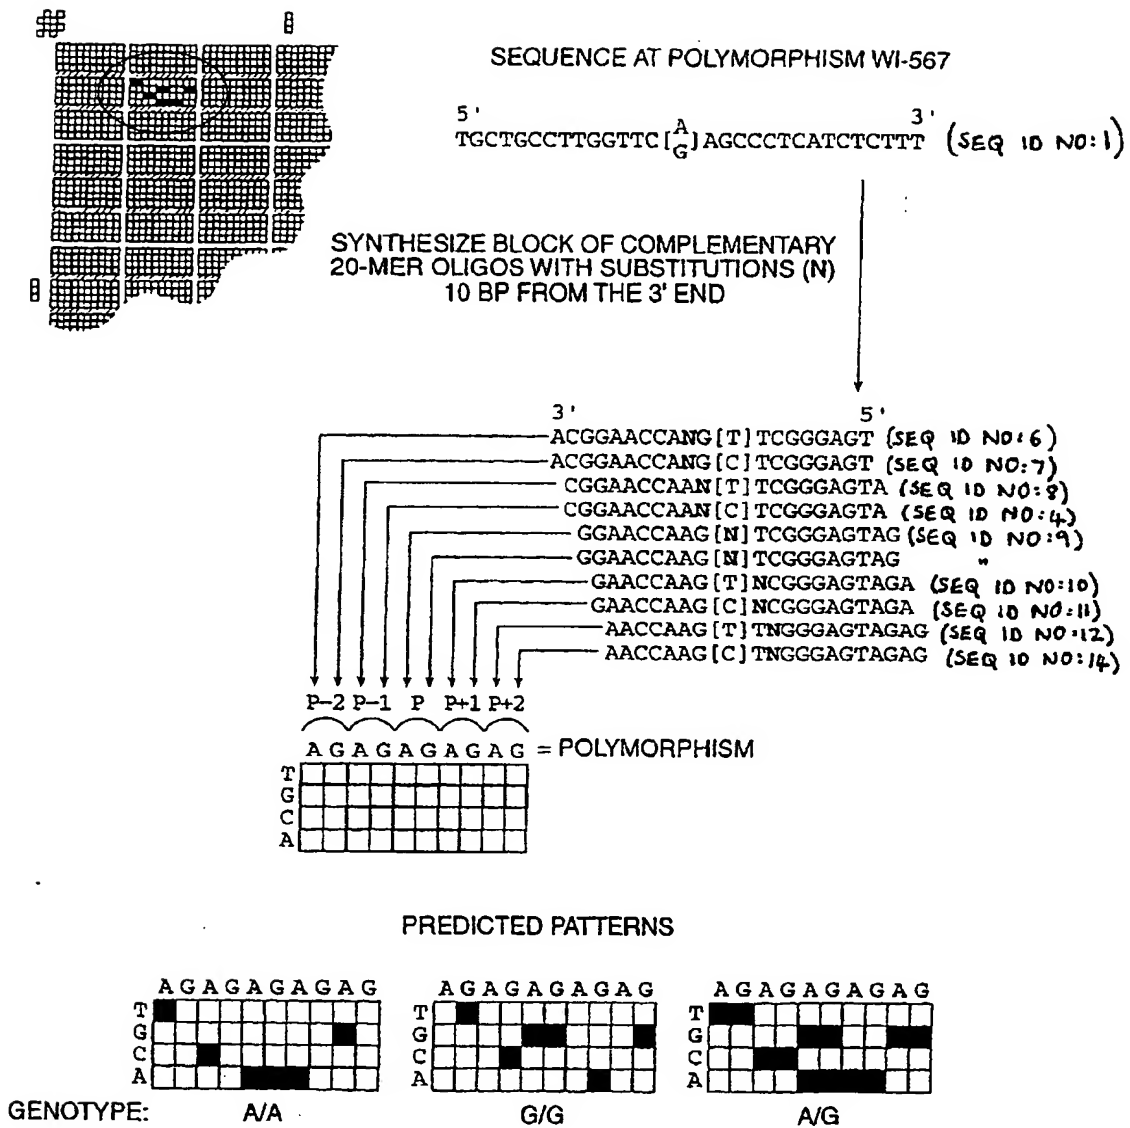 SEQUENCE AT POLYMORPHISM WI-567
5' 3'
TGCTGCCTTGGTTC[A/G]AGCCCTCATCTCTTT (SEQ ID NO:1)
SYNTHESIZE BLOCK OF COMPLEMENTARY
20-MER OLIGOS WITH SUBSTITUTIONS (N)
10 BP FROM THE 3' END
3' 5'
ACGGAACCANG[T]TCGGGAGT (SEQ ID NO:6)
ACGGAACCANG[C]TCGGGAGT (SEQ ID NO:7)
CGGAACCAAN[T]TCGGGAGTA (SEQ ID NO:8)
CGGAACCAAN[C]TCGGGAGTA (SEQ ID NO:4)
GGAACCAAG[N]TCGGGAGTAG (SEQ ID NO:9)
GGAACCAAG[N]TCGGGAGTAG "
GAACCAAG[T]NCGGGAGTAGA (SEQ ID NO:10)
GAACCAAG[C]NCGGGAGTAGA (SEQ ID NO:11)
AACCAAG[T]TNGGGAGTAGAG (SEQ ID NO:12)
AACCAAG[C]TNGGGAGTAGAG (SEQ ID NO:14)
P-2 P-1 P P+1 P+2
A G A G A G A G A G = POLYMORPHISM
T
G
C
A
PREDICTED PATTERNS
A G A G A G A G A G A G A G A G A G A G A G A G A G A G A G
T T T
G G G
C C C
A A A
GENOTYPE: A/A G/G A/G